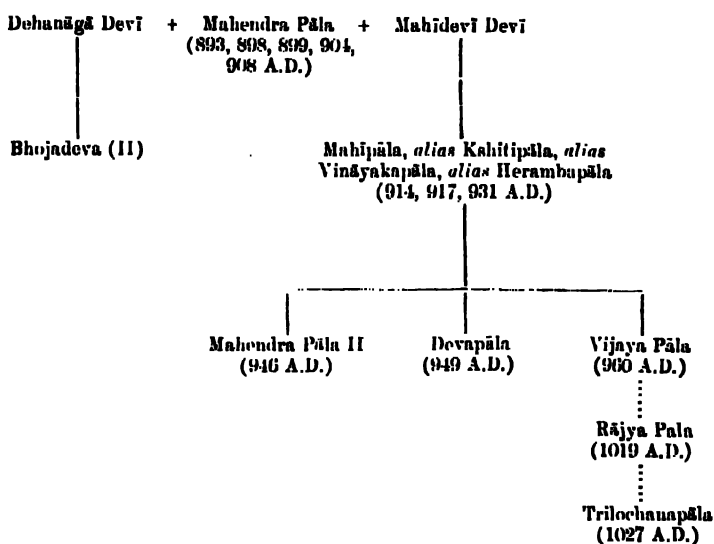 Dehanāgā Devī + Mahendra Pāla + Mahīdevī Devī
(893, 898, 899, 904,
908 A.D.)
Bhojadeva (II)
Mahīpāla, alias Kshitipāla, alias
Vināyakapāla, alias Herambapāla
(914, 917, 931 A.D.)
Mahendra Pāla II
(946 A.D.)
Devapāla
(949 A.D.)
Vijaya Pāla
(960 A.D.)
Rājya Pala
(1019 A.D.)
Trilochanapāla
(1027 A.D.)